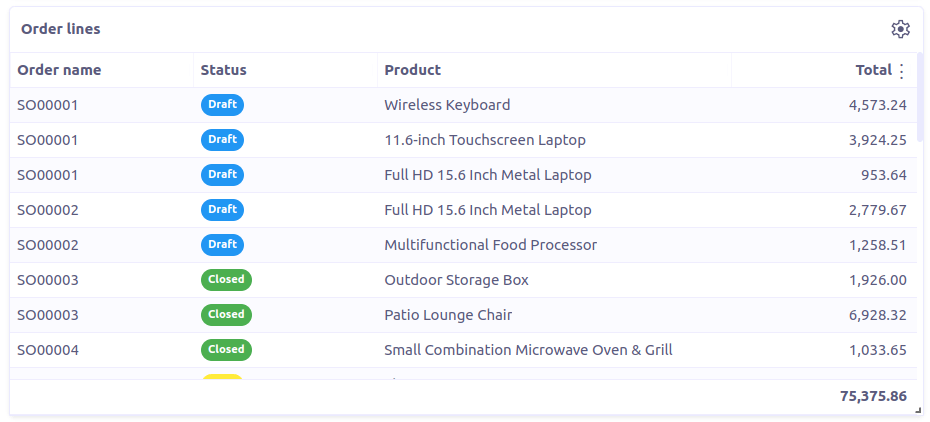 Order lines
Order name Status Product Total
SO00001 Draft Wireless Keyboard 4,573.24
SO00001 Draft 11.6-inch Touchscreen Laptop 3,924.25
SO00001 Draft Full HD 15.6 Inch Metal Laptop 953.64
SO00002 Draft Full HD 15.6 Inch Metal Laptop 2,779.67
SO00002 Draft Multifunctional Food Processor 1,258.51
SO00003 Closed Outdoor Storage Box 1,926.00
SO00003 Closed Patio Lounge Chair 6,928.32
SO00004 Closed Small Combination Microwave Oven & Grill 1,033.65
75,375.86